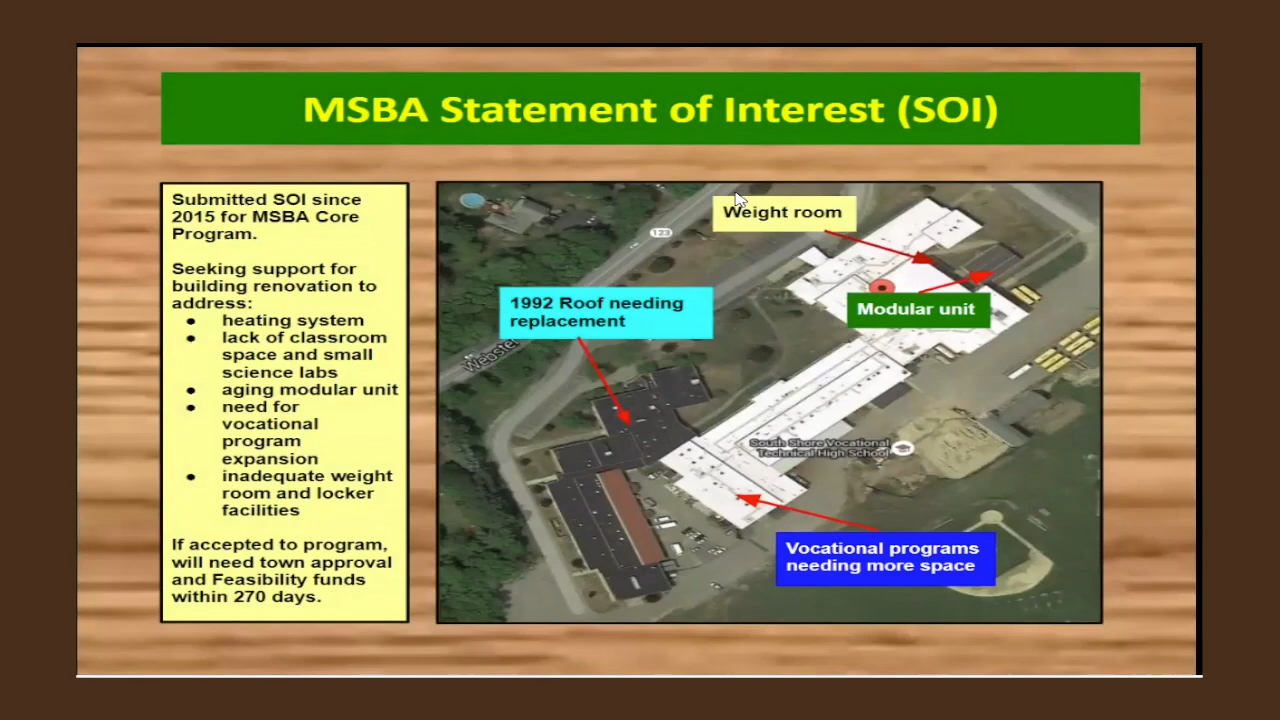 MSBA Statement of Interest (SOI)
Submitted SOI since
2015 for MSBA Core
Program.
Seeking support for
building renovation to
address:
● heating system
● lack of classroom
space and small
science labs
● aging modular unit
● need for
vocational
program
expansion
● inadequate weight
room and locker
facilities
If accepted to program,
will need town approval
and Feasibility funds
within 270 days.
Weight room
123
1992 Roof needing
replacement
Modular unit
Webster
South Shore Vocational
Technical High School
Vocational programs
needing more space